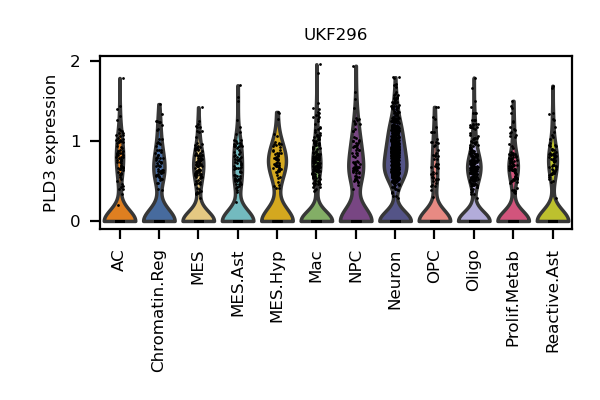 UKF296
PLD3 expression
2
1
0
AC
Chromatin.Reg
MES
MES.Ast
MES.Hyp
Mac
NPC
Neuron
OPC
Oligo
Prolif.Metab
Reactive.Ast